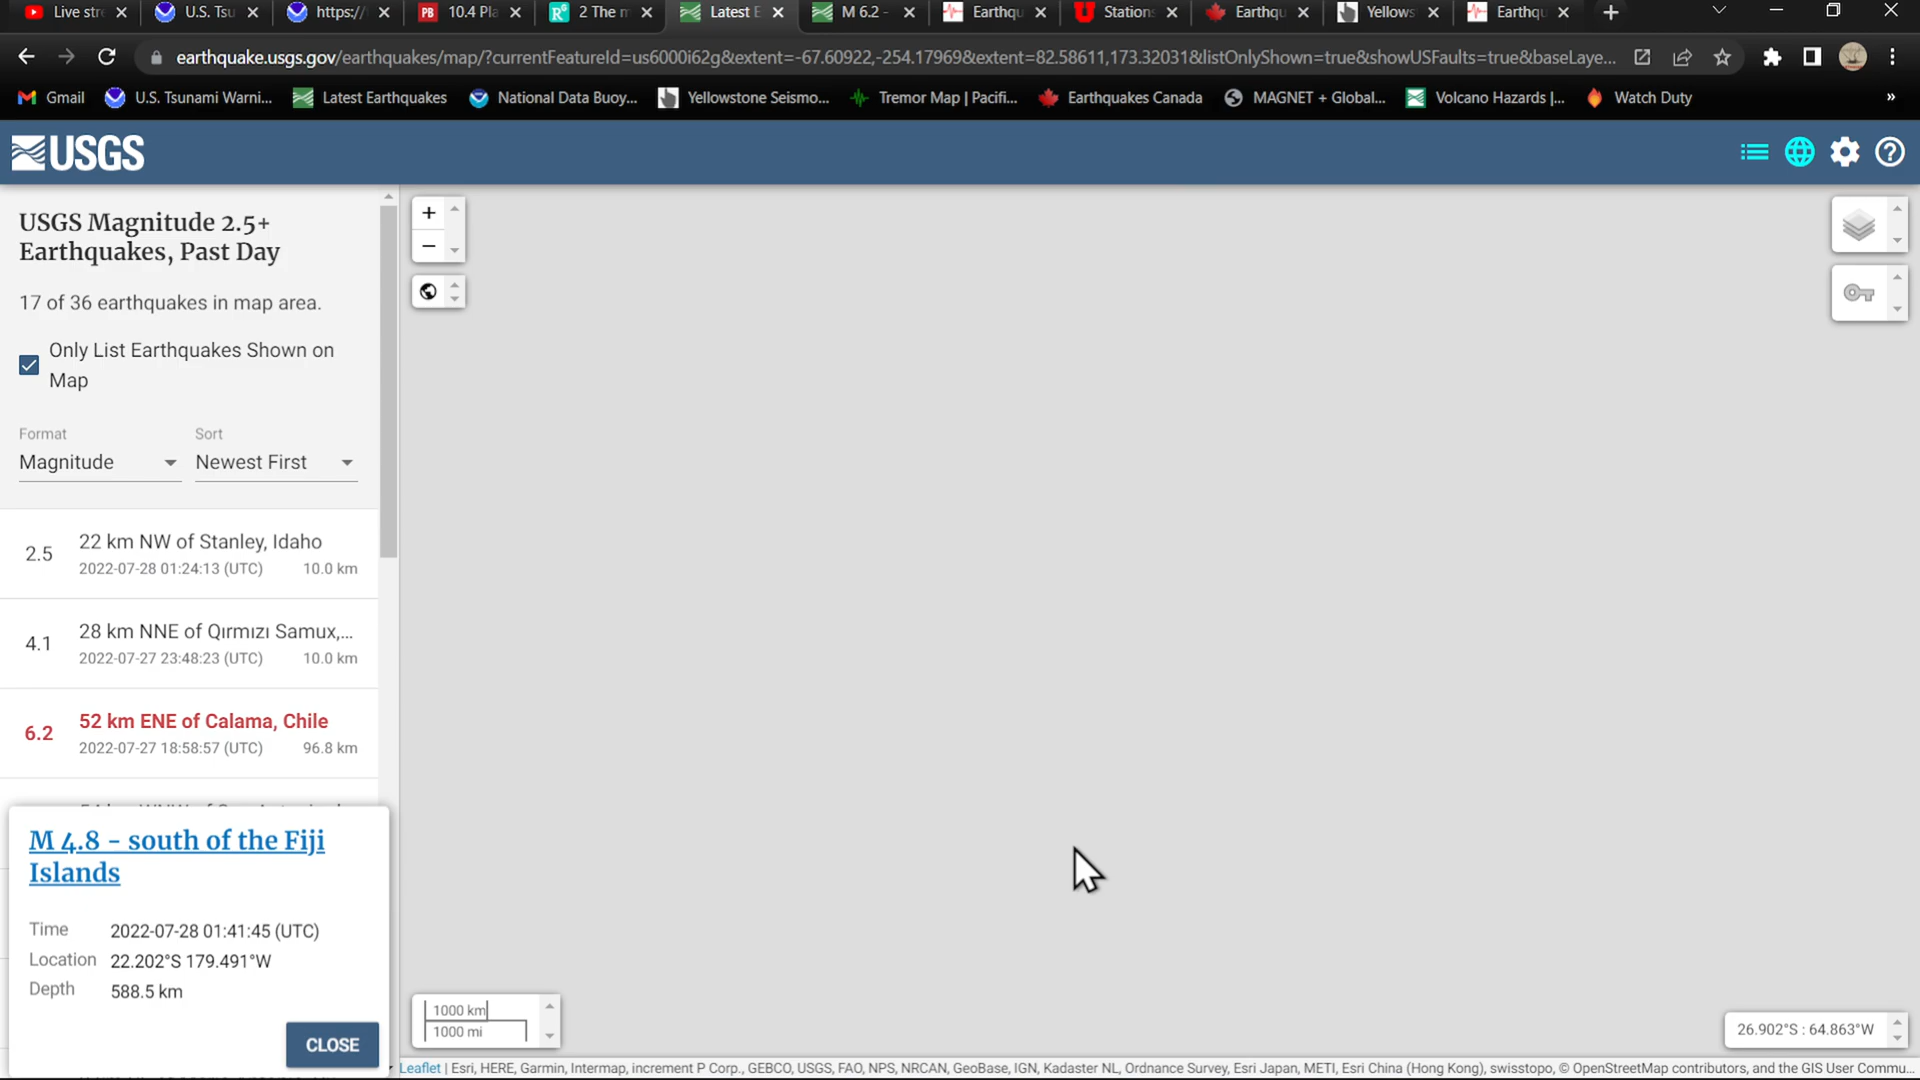 Live str
U.S. Tsu
https://
10.4 Pla
2 The m
Latest E
M 6.2 -
Earthqu
Stations
Earthqu
Yellows
Earthqu
earthquake.usgs.gov/earthquakes/map/?currentFeatureId=us6000i62g&extent=-67.60922,-254.17969&extent=82.58611,173.32031&listOnlyShown=true&showUSFaults=true&baseLaye...
Gmail
U.S. Tsunami Warni...
Latest Earthquakes
National Data Buoy...
Yellowstone Seismo...
Tremor Map | Pacifi...
Earthquakes Canada
MAGNET + Global...
Volcano Hazards |...
Watch Duty
»
USGS
USGS Magnitude 2.5+
Earthquakes, Past Day
17 of 36 earthquakes in map area.
Only List Earthquakes Shown on
Map
Format
Sort
Magnitude
Newest First
2.5
22 km NW of Stanley, Idaho
2022-07-28 01:24:13 (UTC)
10.0 km
4.1
28 km NNE of Qırmızı Samux,...
2022-07-27 23:48:23 (UTC)
10.0 km
6.2
52 km ENE of Calama, Chile
2022-07-27 18:58:57 (UTC)
96.8 km
M 4.8 - south of the Fiji
Islands
Time
2022-07-28 01:41:45 (UTC)
Location
22.202°S 179.491°W
Depth
588.5 km
CLOSE
+
−
1000 km
1000 mi
26.902°S : 64.863°W
Leaflet | Esri, HERE, Garmin, Intermap, increment P Corp., GEBCO, USGS, FAO, NPS, NRCAN, GeoBase, IGN, Kadaster NL, Ordnance Survey, Esri Japan, METI, Esri China (Hong Kong), swisstopo, © OpenStreetMap contributors, and the GIS User Commu...